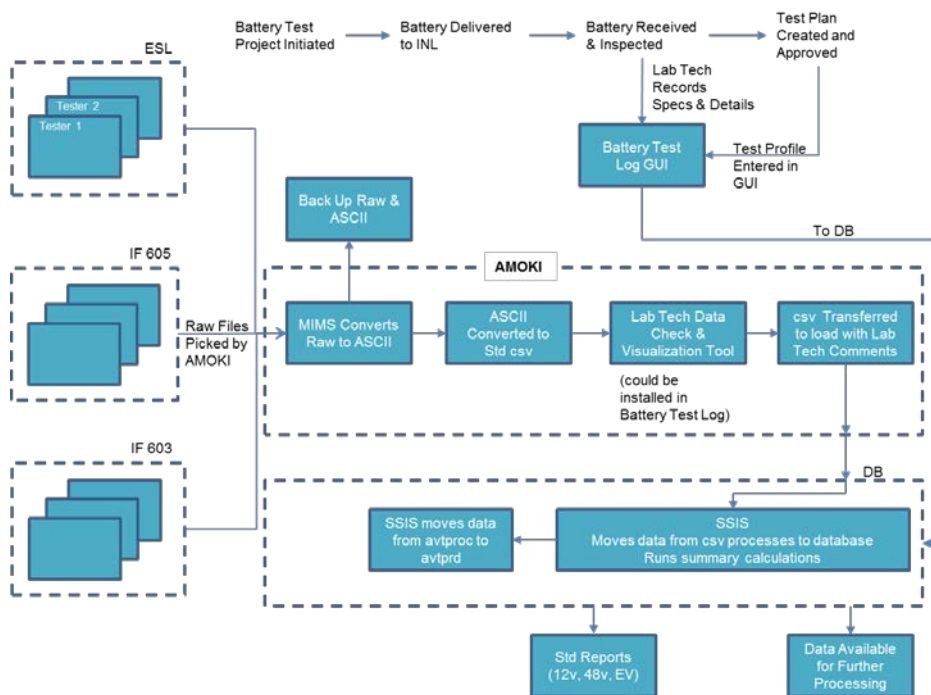 Battery Test
Project Initiated
Battery Delivered
to INL
Battery Received
& Inspected
Test Plan
Created and
Approved
Lab Tech
Records
Specs & Details
Battery Test
Log GUI
Test Profile
Entered in
GUI
To DB
ESL
Tester 2
Tester 1
IF 605
IF 603
Raw Files
Picked by
AMOKI
Back Up Raw &
ASCII
AMOKI
MIMS Converts
Raw to ASCII
ASCII
Converted to
Std csv
Lab Tech Data
Check &
Visualization Tool
(could be
installed in
Battery Test Log)
csv Transferred
to load with Lab
Tech Comments
DB
SSIS
Moves data from csv processes to database
Runs summary calculations
SSIS moves data
from avtproc to
avtprd
Std Reports
(12v, 48v, EV)
Data Available
for Further
Processing